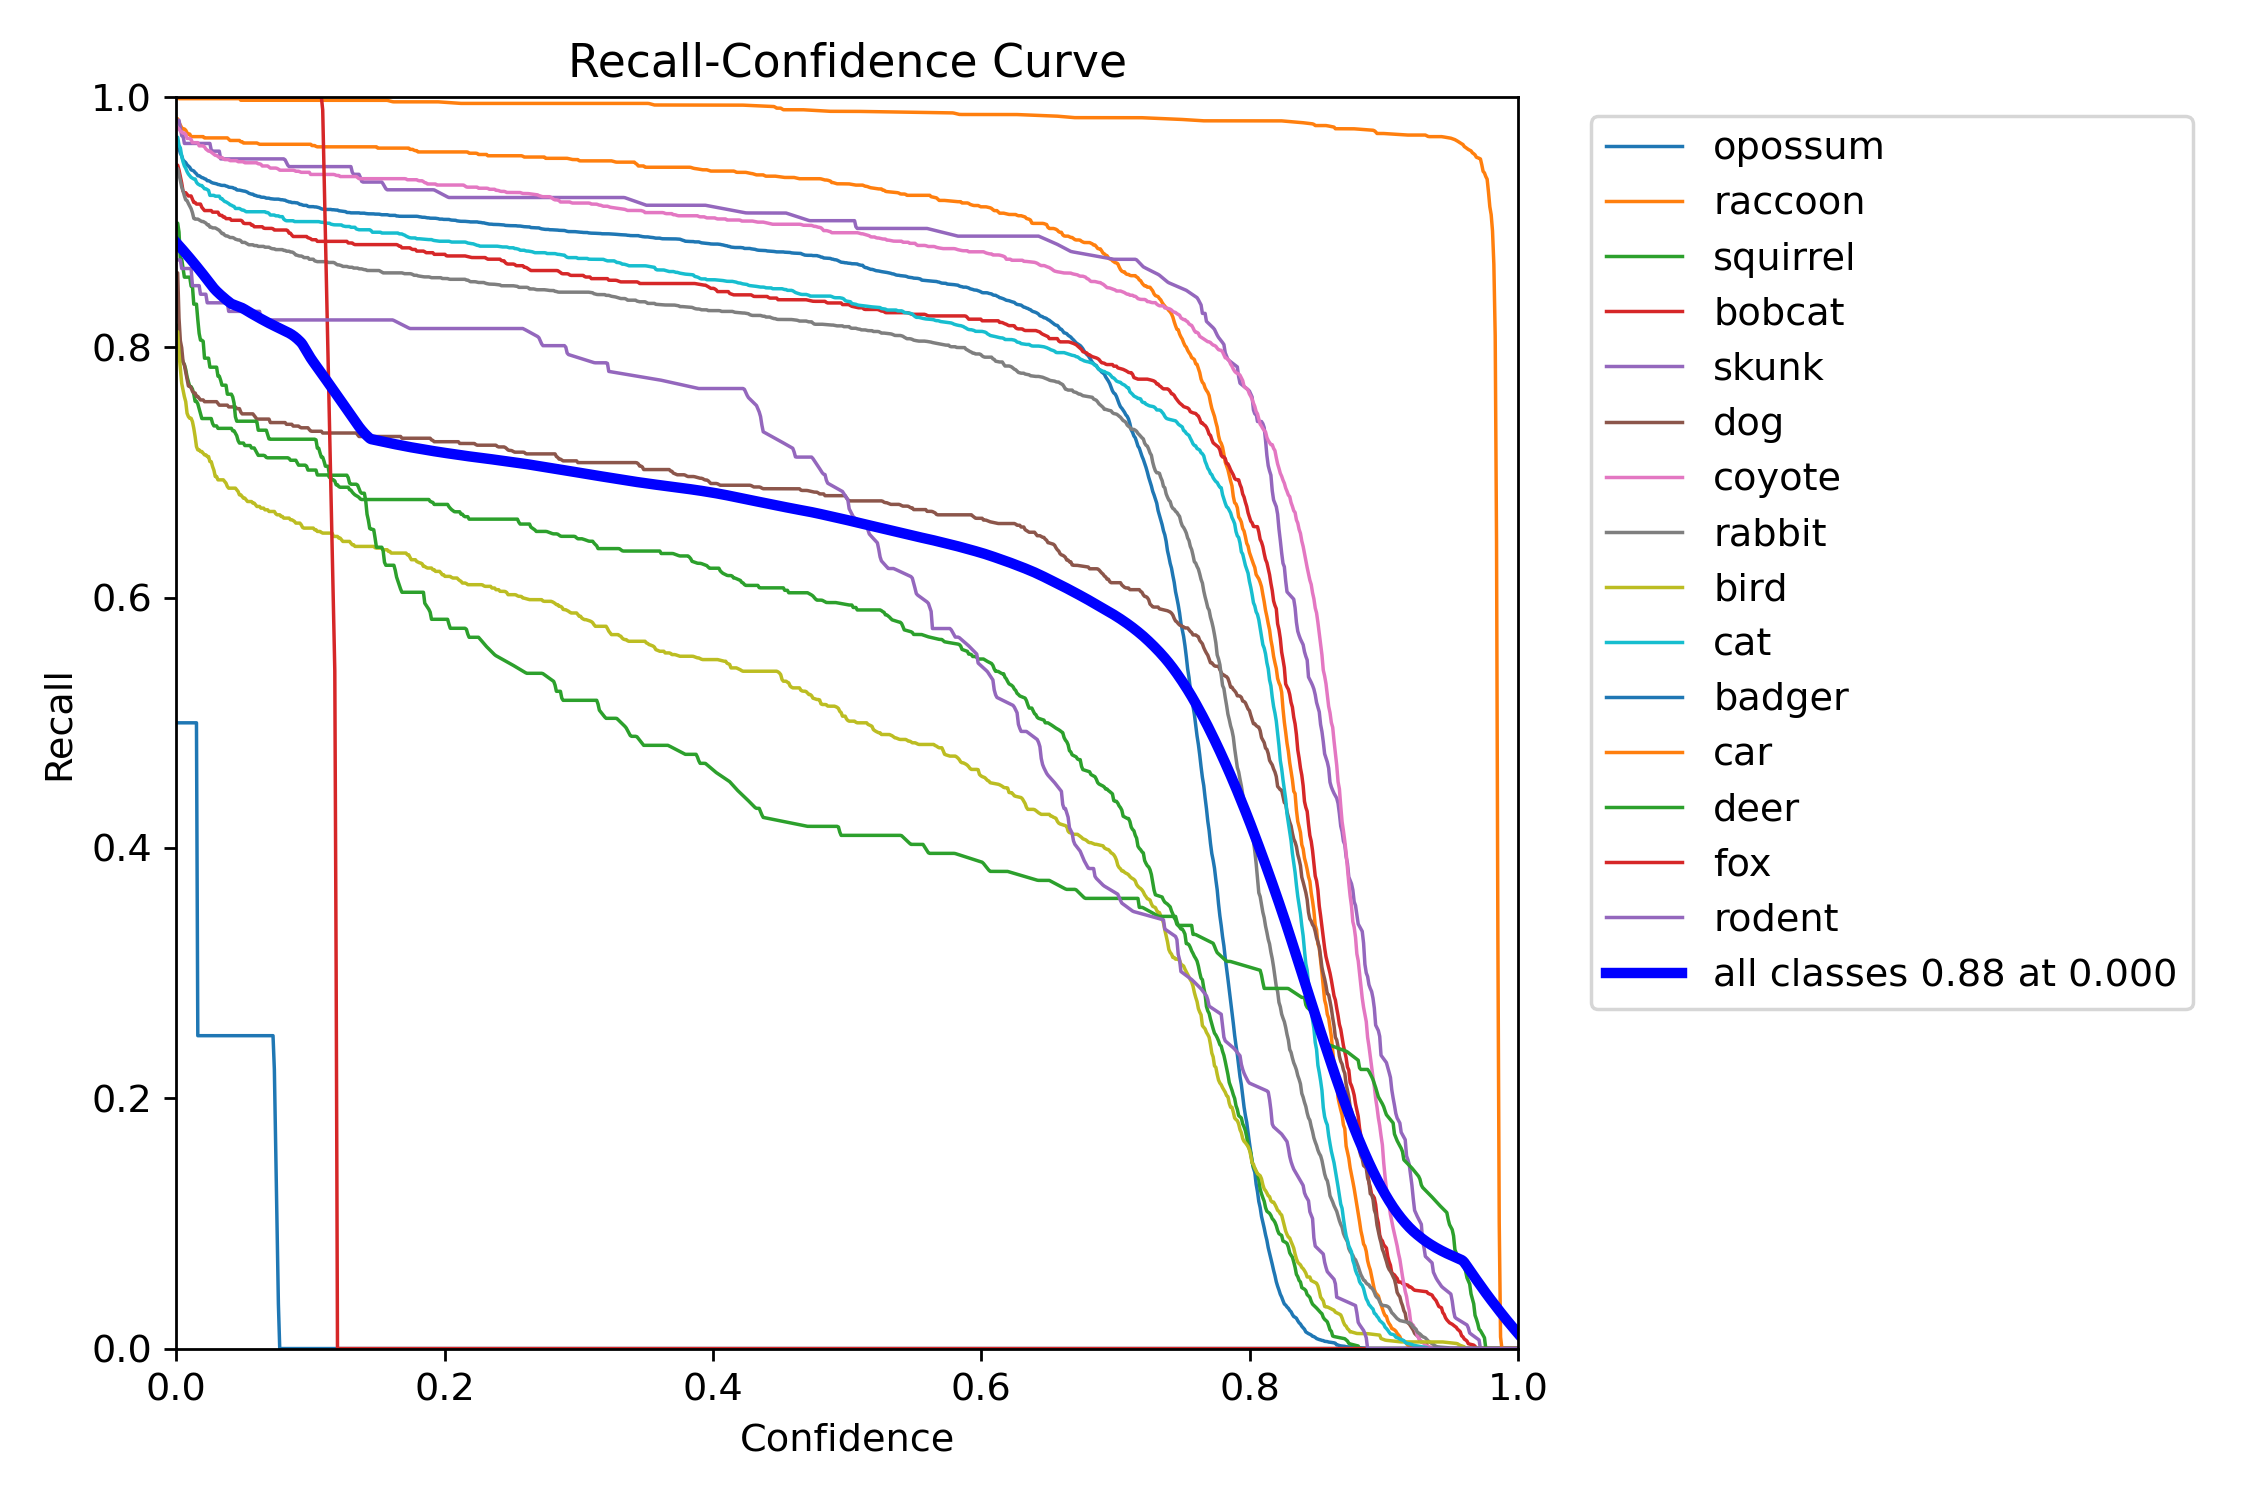 Recall-Confidence Curve
1.0
0.8
0.6
0.4
0.2
0.0
Recall
0.0 0.2 0.4 0.6 0.8 1.0
Confidence
opossum
raccoon
squirrel
bobcat
skunk
dog
coyote
rabbit
bird
cat
badger
car
deer
fox
rodent
all classes 0.88 at 0.000